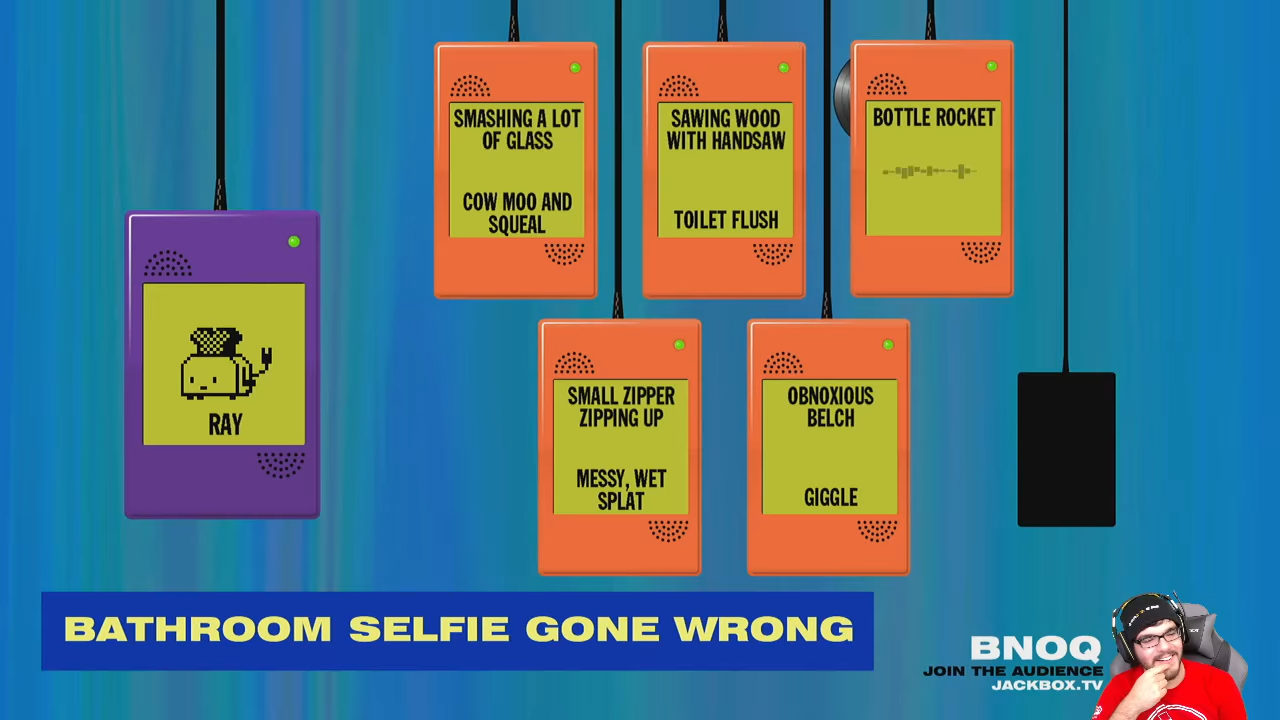 SMASHING A LOT
OF GLASS
COW MOO AND
SQUEAL
SAWING WOOD
WITH HANDSAW
TOILET FLUSH
BOTTLE ROCKET
RAY
SMALL ZIPPER
ZIPPING UP
MESSY, WET
SPLAT
OBNOXIOUS
BELCH
GIGGLE
BATHROOM SELFIE GONE WRONG
BNOQ
JOIN THE AUDIENCE
JACKBOX.TV